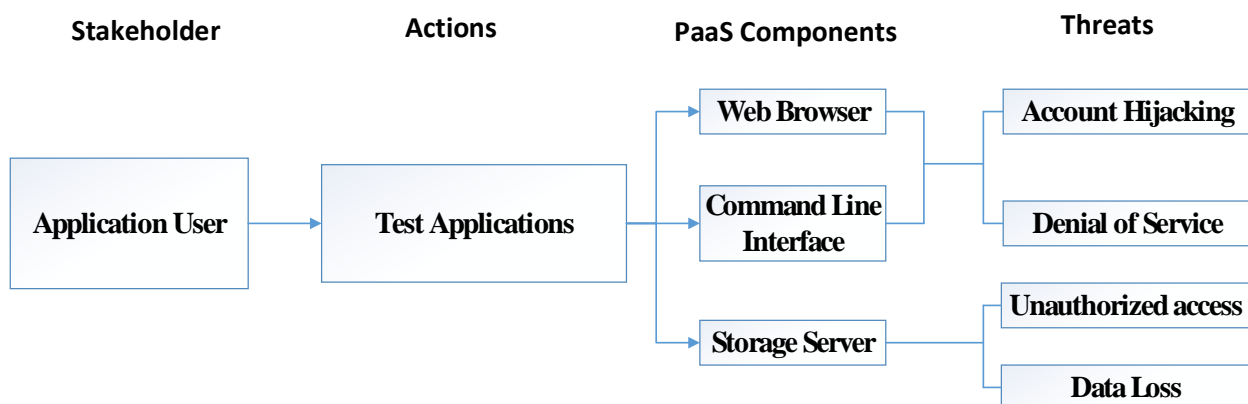 Stakeholder
Actions
PaaS Components
Threats
Application User
Test Applications
Web Browser
Command Line
Interface
Storage Server
Account Hijacking
Denial of Service
Unauthorized access
Data Loss